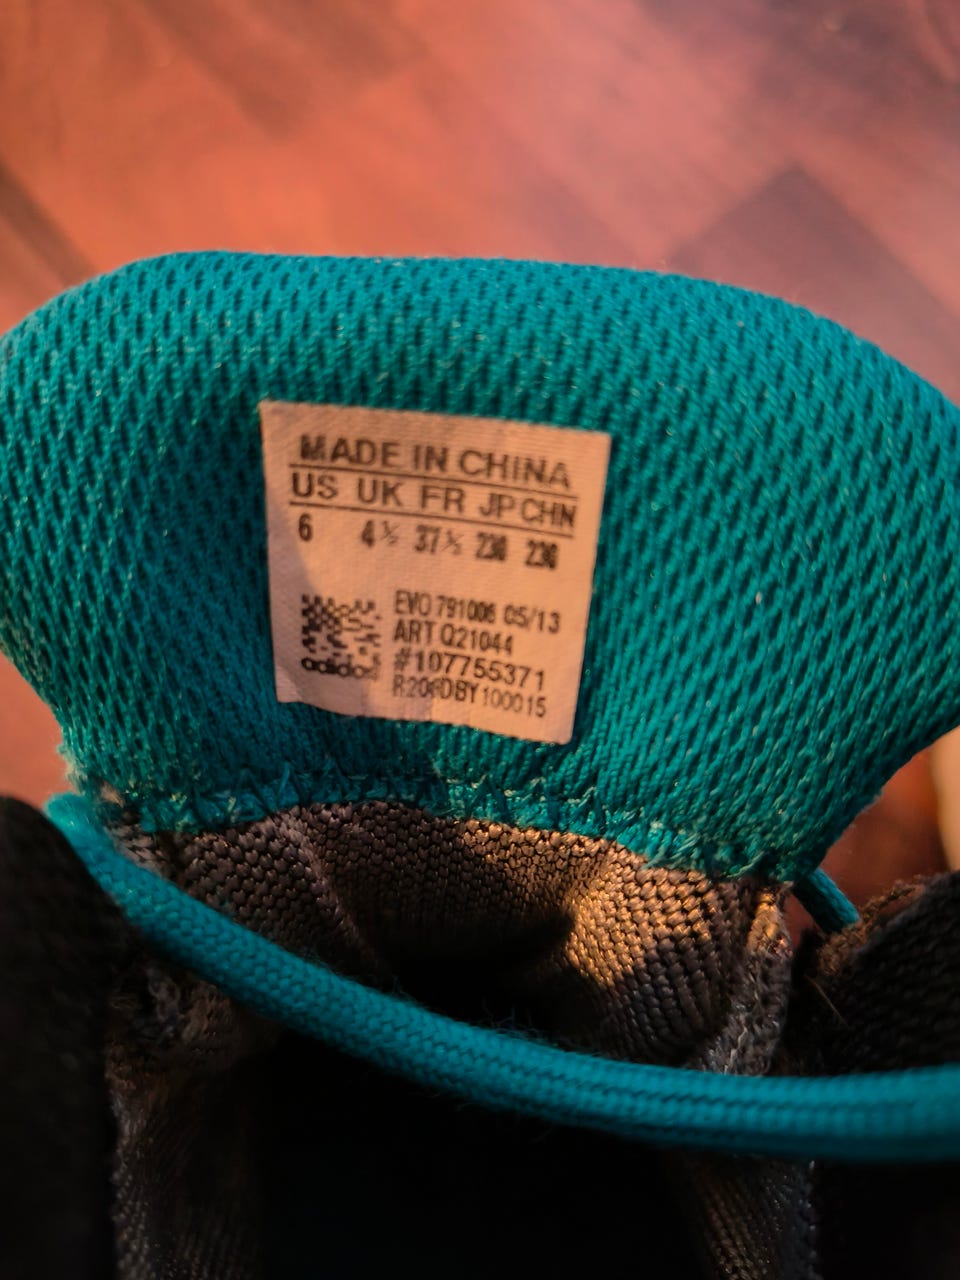 MADE IN CHINA
US UK FR JP CHN
6 4½ 37½ 230 230
EVO 791006 05/13
ART Q21044
#107755371
adidas